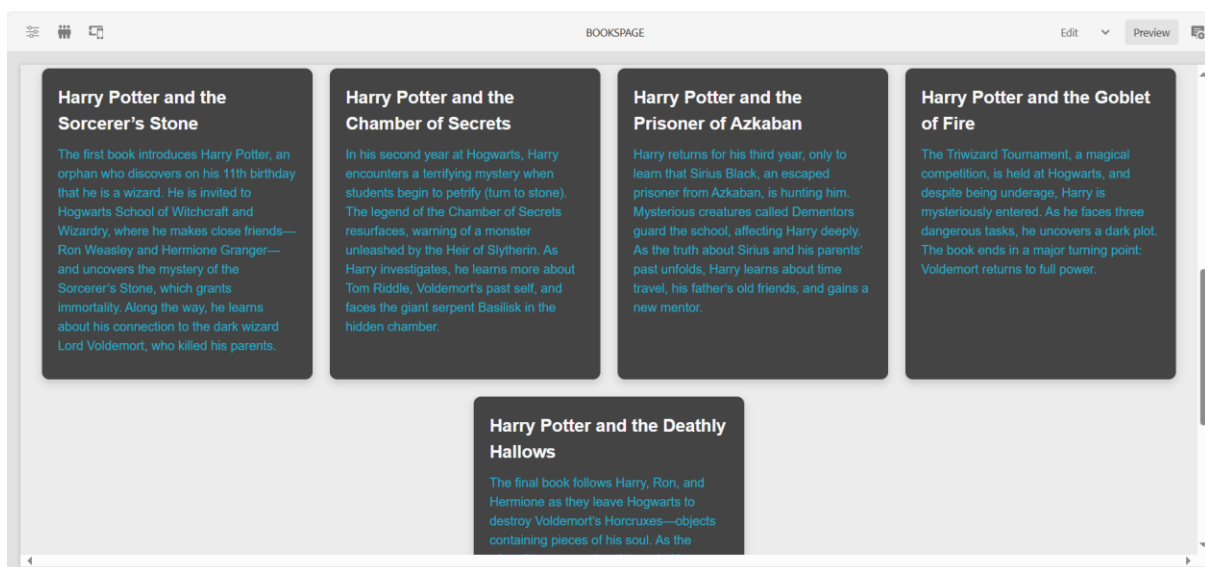 BOOKSPAGE
Edit
Preview
Harry Potter and the
Sorcerer’s Stone
The first book introduces Harry Potter, an
orphan who discovers on his 11th birthday
that he is a wizard. He is invited to
Hogwarts School of Witchcraft and
Wizardry, where he makes close friends—
Ron Weasley and Hermione Granger—
and uncovers the mystery of the
Sorcerer's Stone, which grants
immortality. Along the way, he learns
about his connection to the dark wizard
Lord Voldemort, who killed his parents.
Harry Potter and the
Chamber of Secrets
In his second year at Hogwarts, Harry
encounters a terrifying mystery when
students begin to petrify (turn to stone).
The legend of the Chamber of Secrets
resurfaces, warning of a monster
unleashed by the Heir of Slytherin. As
Harry investigates, he learns more about
Tom Riddle, Voldemort's past self, and
faces the giant serpent Basilisk in the
hidden chamber.
Harry Potter and the
Prisoner of Azkaban
Harry returns for his third year, only to
learn that Sirius Black, an escaped
prisoner from Azkaban, is hunting him.
Mysterious creatures called Dementors
guard the school, affecting Harry deeply.
As the truth about Sirius and his parents'
past unfolds, Harry learns about time
travel, his father's old friends, and gains a
new mentor.
Harry Potter and the Goblet
of Fire
The Triwizard Tournament, a magical
competition, is held at Hogwarts, and
despite being underage, Harry is
mysteriously entered. As he faces three
dangerous tasks, he uncovers a dark plot.
The book ends in a major turning point:
Voldemort returns to full power.
Harry Potter and the Deathly
Hallows
The final book follows Harry, Ron, and
Hermione as they leave Hogwarts to
destroy Voldemort's Horcruxes—objects
containing pieces of his soul. As the